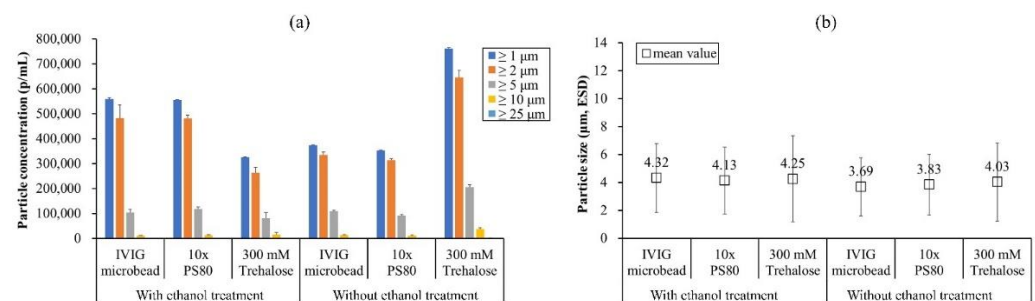 (a)
Particle concentration (p/mL)
800,000
700,000
600,000
500,000
400,000
300,000
200,000
100,000
0
≥ 1 μm
≥ 2 μm
≥ 5 μm
≥ 10 μm
≥ 25 μm
IVIG
microbead
10x
PS80
300 mM
Trehalose
IVIG
microbead
10x
PS80
300 mM
Trehalose
With ethanol treatment
Without ethanol treatment
(b)
Particle size (μm, ESD)
14
12
10
8
6
4
2
0
mean value
4.32
4.13
4.25
3.69
3.83
4.03
IVIG
microbead
10x
PS80
300 mM
Trehalose
IVIG
microbead
10x
PS80
300 mM
Trehalose
With ethanol treatment
Without ethanol treatment